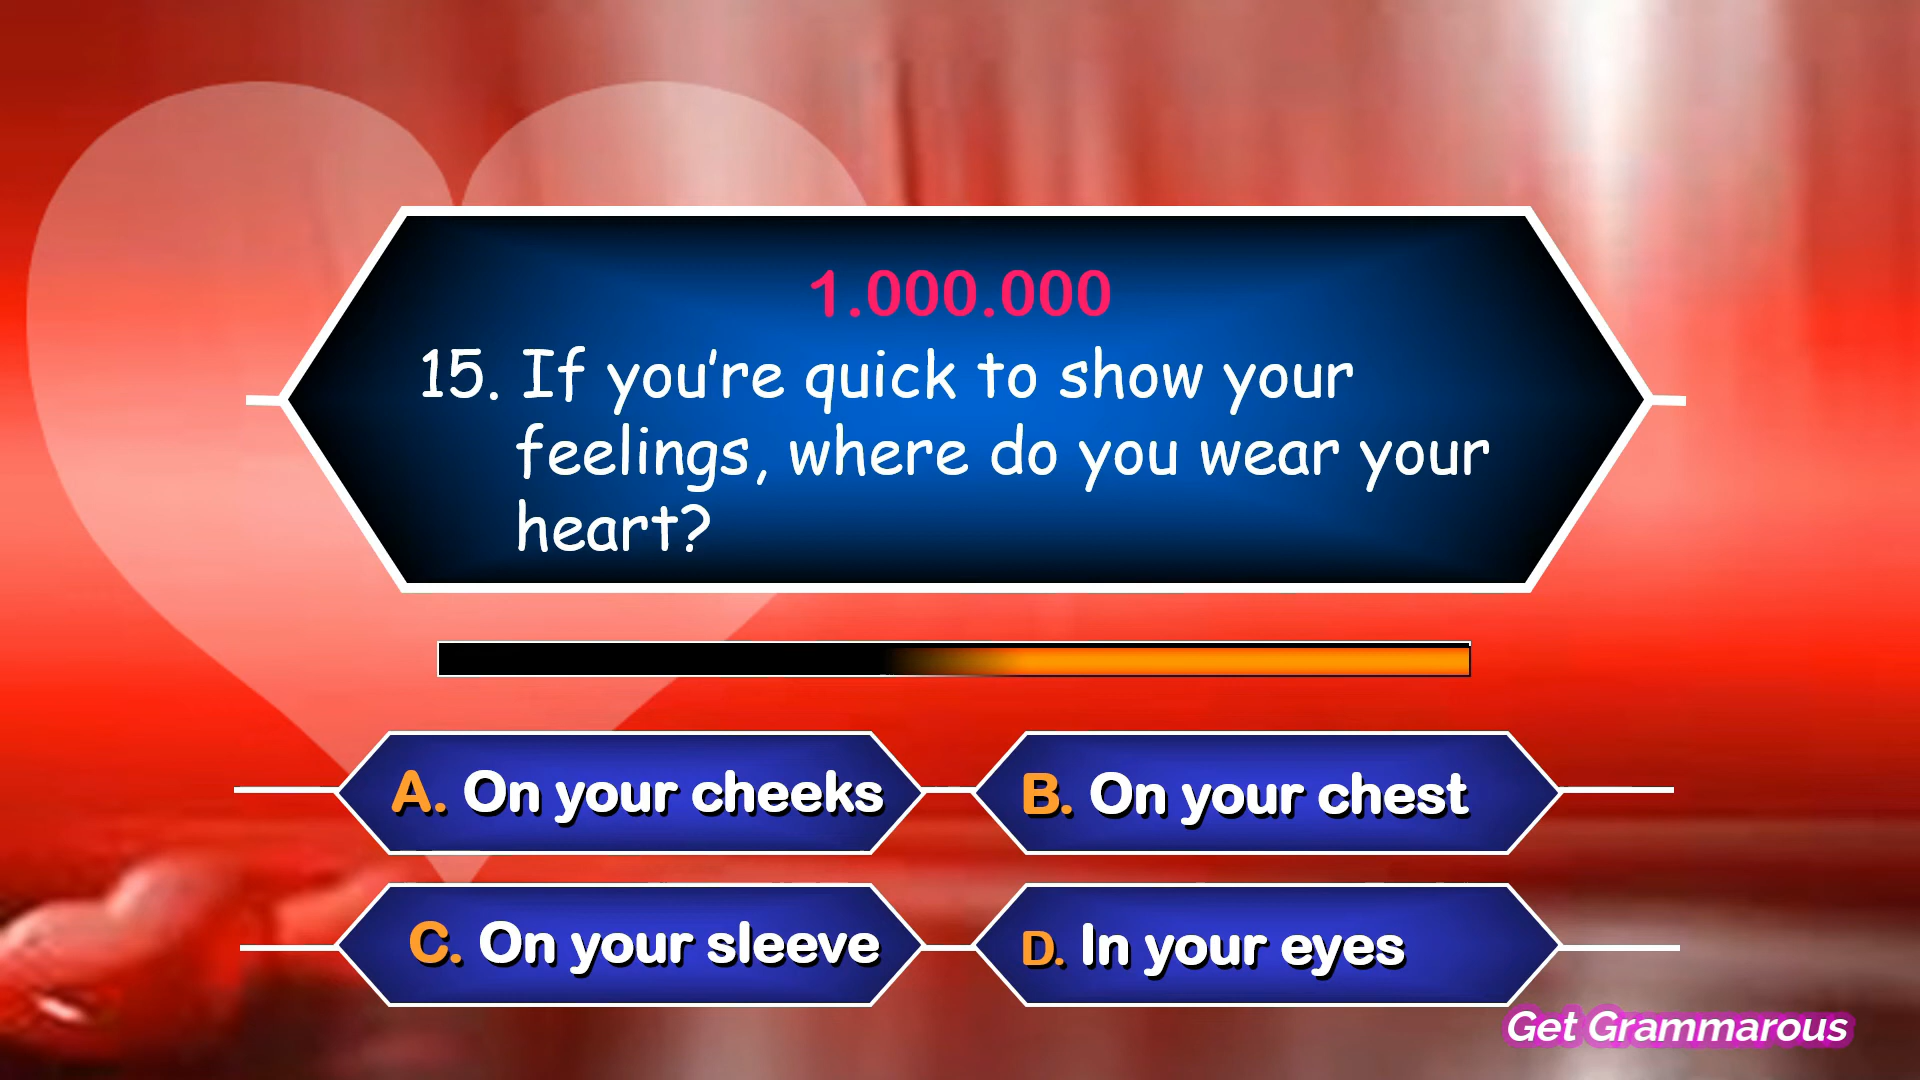 1.000.000
15. If you're quick to show your
feelings, where do you wear your
heart?
A. On your cheeks
B. On your chest
C. On your sleeve
D. In your eyes
Get Grammarous